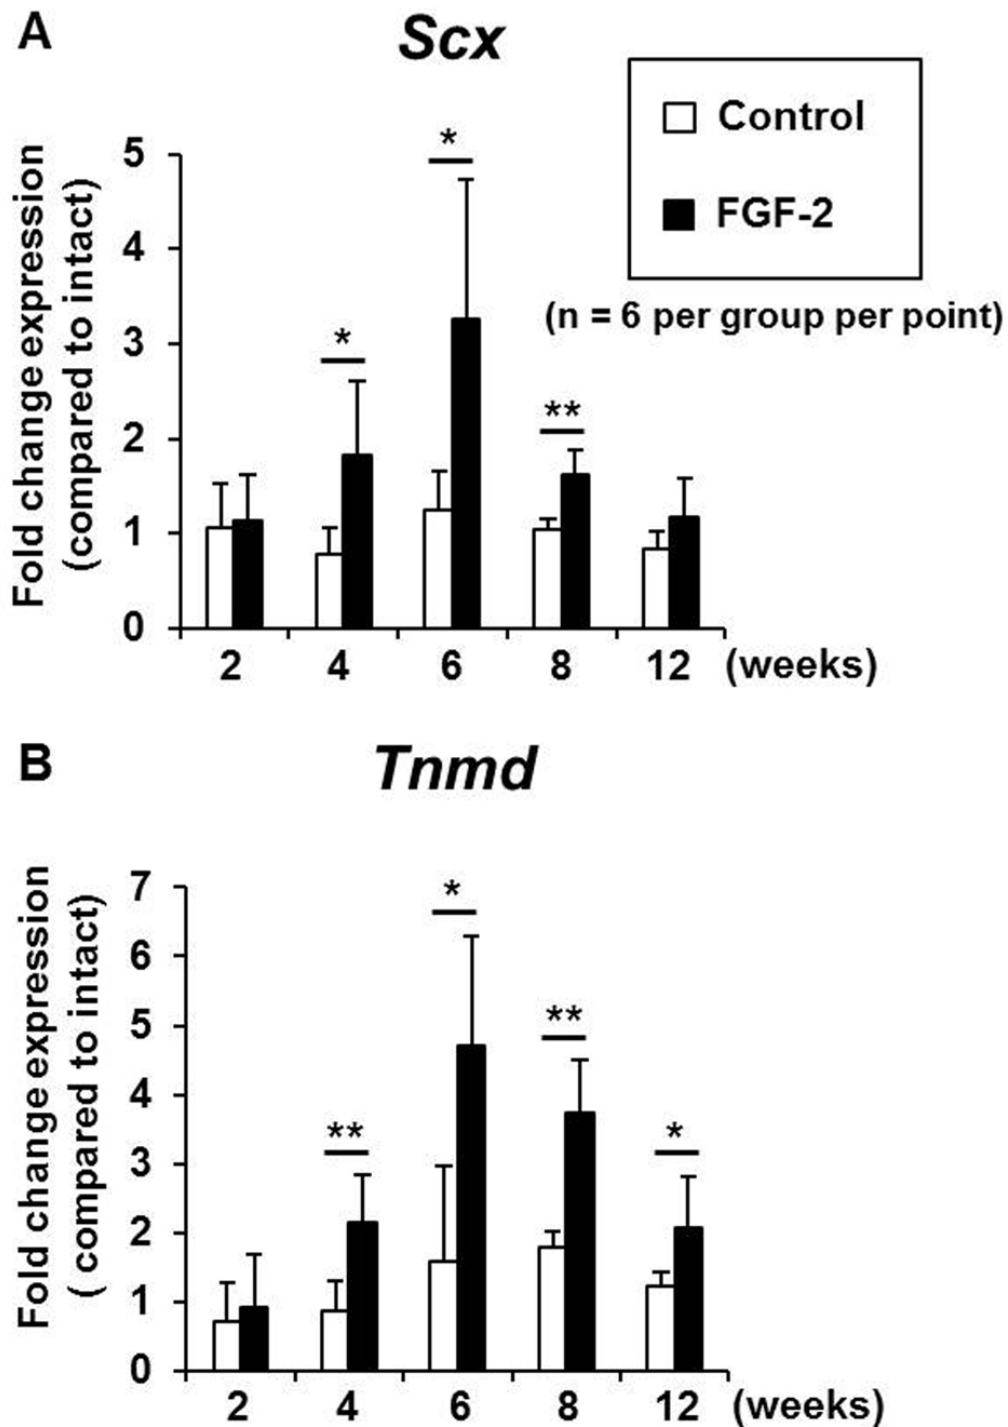 A
Scx
Control
FGF-2
(n = 6 per group per point)
Fold change expression
(compared to intact)
5
4
3
2
1
0
*
*
**
2 4 6 8 12 (weeks)
B
Tnmd
Fold change expression
( compared to intact)
7
6
5
4
3
2
1
0
**
*
**
*
2 4 6 8 12 (weeks)